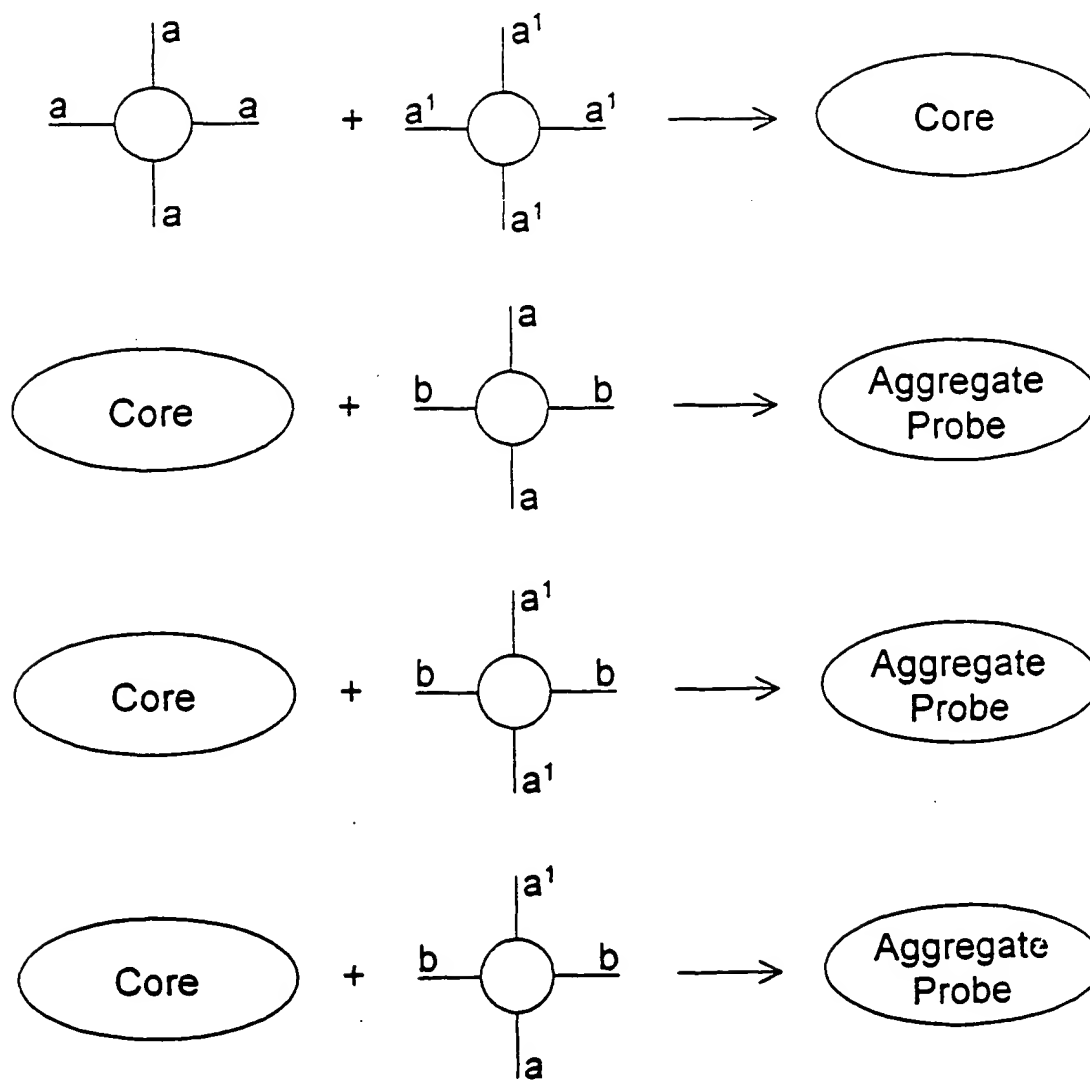 a a¹
a a + a¹ a¹ → Core
a a¹
a
Core + b b → Aggregate
Probe
a
a¹
Core + b b → Aggregate
Probe
a¹
a¹
Core + b b → Aggregate
Probe
a